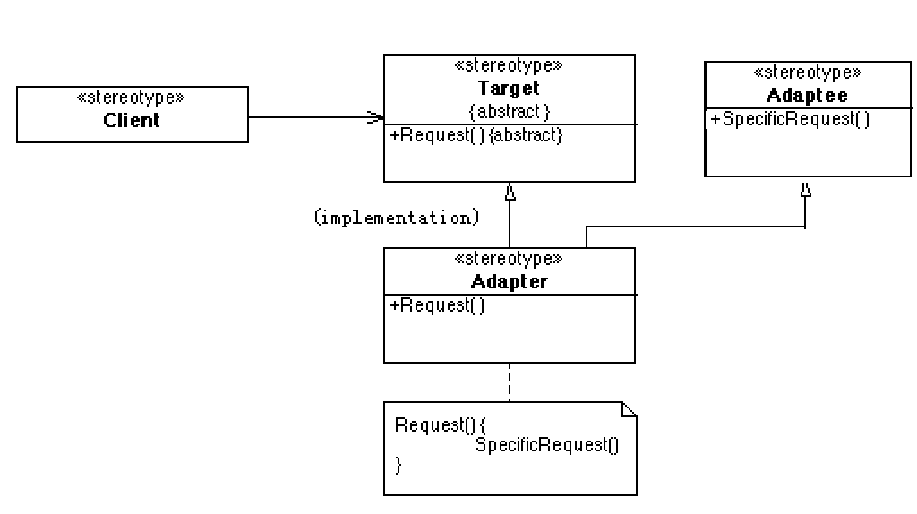 «stereotype»
Client
«stereotype»
Target
{abstract}
+Request(){abstract}
«stereotype»
Adaptee
+SpecificRequest()
(implementation)
«stereotype»
Adapter
+Request()
Request(){
SpecificRequest()
}